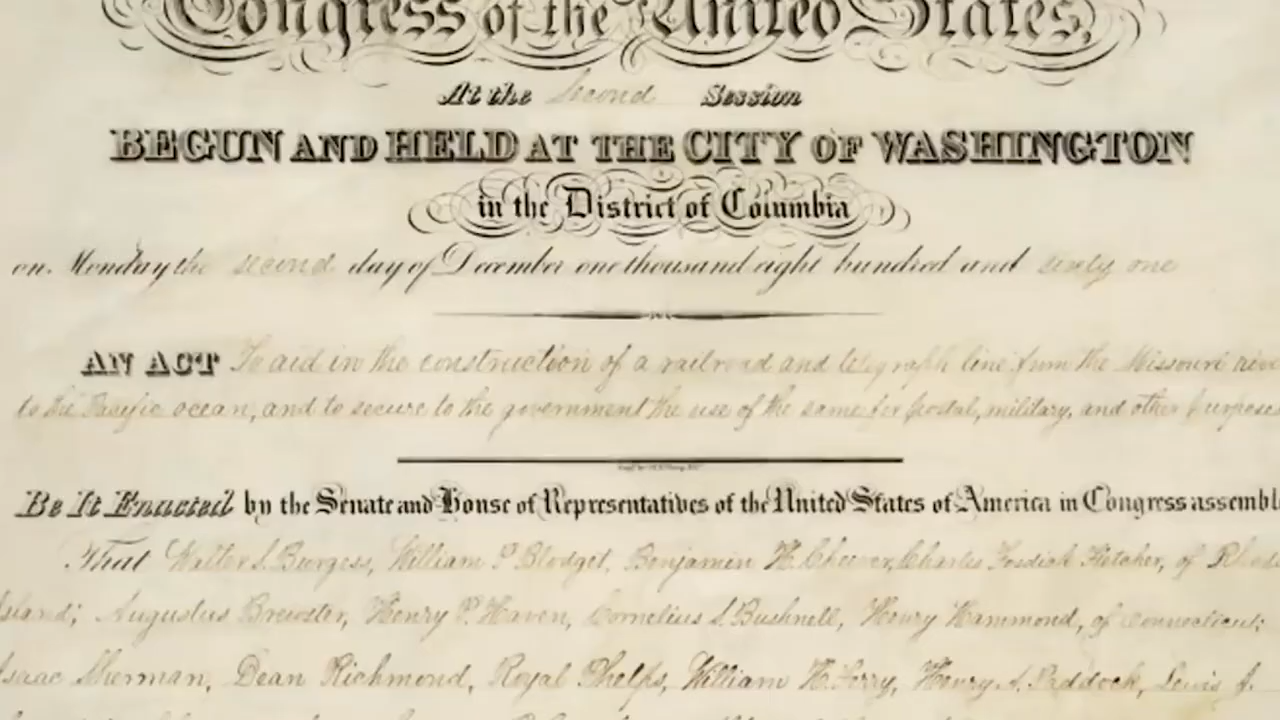 Congress of the United States,
At the Second Session
BEGUN AND HELD AT THE CITY OF WASHINGTON
in the District of Columbia
on Monday the second day of December one thousand eight hundred and sixty one
AN ACT To aid in the construction of a railroad and telegraph line from the Missouri rive
to the Pacific ocean, and to secure to the government the use of the same for postal, military, and other purposes
Be It Enacted by the Senate and House of Representatives of the United States of America in Congress assembl
That Walter S. Burgess, William P. Blodget, Benjamin H. Cheever, Charles Fosdick Fletcher, of Rhode
Island; Augustus Brewster, Henry P. Haven, Cornelius S. Bushnell, Henry Hammond, of Connecticut;
Isaac Sherman, Dean Richmond, Royal Phelps, William H. Ferry, Henry A. Paddock, Lewis J.